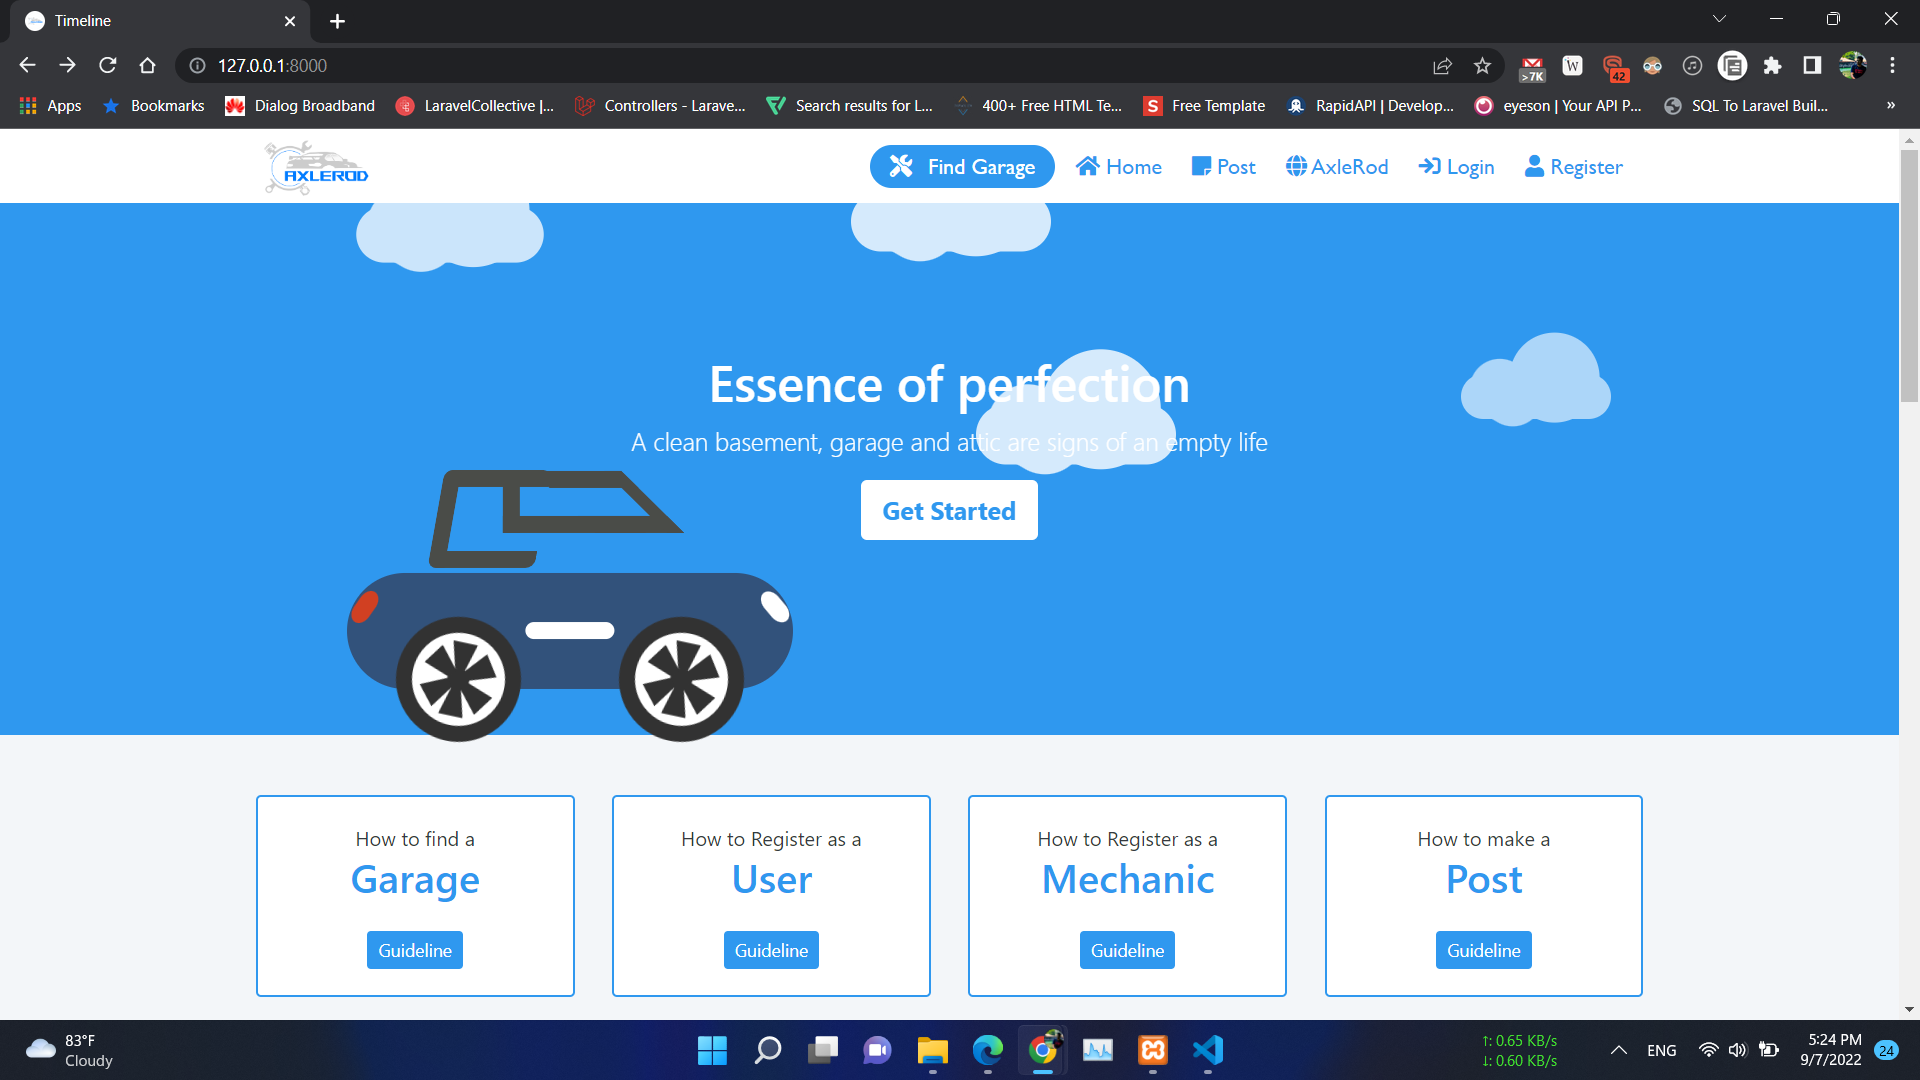 Timeline
127.0.0.1:8000
>7K
W
42
Apps
Bookmarks
Dialog Broadband
LaravelCollective |...
Controllers - Larave...
Search results for L...
400+ Free HTML Te...
S
Free Template
RapidAPI | Develop...
eyeson | Your API P...
SQL To Laravel Buil...
»
AXLEROD
Find Garage
Home
Post
AxleRod
Login
Register
Essence of perfection
A clean basement, garage and attic are signs of an empty life
Get Started
How to find a
Garage
Guideline
How to Register as a
User
Guideline
How to Register as a
Mechanic
Guideline
How to make a
Post
Guideline
83°F
Cloudy
↑: 0.65 KB/s
↓: 0.60 KB/s
ENG
5:24 PM
9/7/2022
24